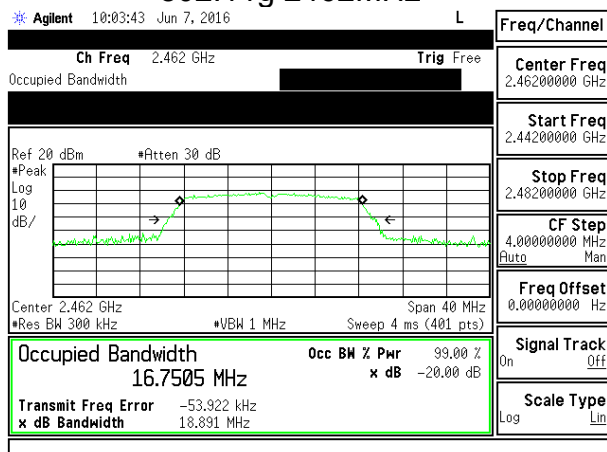 Agilent 10:03:43 Jun 7, 2016 L
Ch Freq 2.462 GHz Trig Free
Occupied Bandwidth
Ref 20 dBm #Atten 30 dB
#Peak
Log
10
dB/
Center 2.462 GHz Span 40 MHz
#Res BW 300 kHz #VBW 1 MHz Sweep 4 ms (401 pts)
Occupied Bandwidth Occ BW % Pwr 99.00 %
16.7505 MHz x dB -20.00 dB
Transmit Freq Error -53.922 kHz
x dB Bandwidth 18.891 MHz
Freq/Channel
Center Freq
2.46200000 GHz
Start Freq
2.44200000 GHz
Stop Freq
2.48200000 GHz
CF Step
4.00000000 MHz
Auto Man
Freq Offset
0.00000000 Hz
Signal Track
On Off
Scale Type
Log Lin